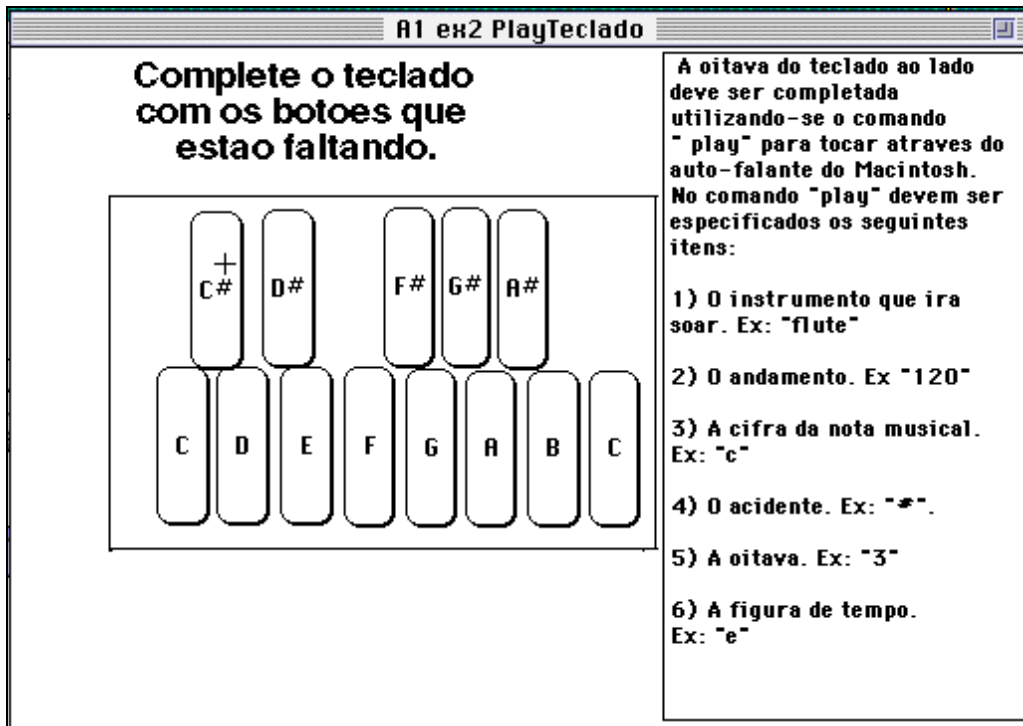 A1 ex2 PlayTeclado
Complete o teclado
com os botoes que
estao faltando.
C# D# F# G# A#
C D E F G A B C
A oitava do teclado ao lado
deve ser completada
utilizando-se o comando
" play" para tocar atraves do
auto-falante do Macintosh.
No comando "play" devem ser
especificados os seguintes
itens:
1) O instrumento que ira
soar. Ex: "flute"
2) O andamento. Ex "120"
3) A cifra da nota musical.
Ex: "c"
4) O acidente. Ex: "#".
5) A oitava. Ex: "3"
6) A figura de tempo.
Ex: "e"